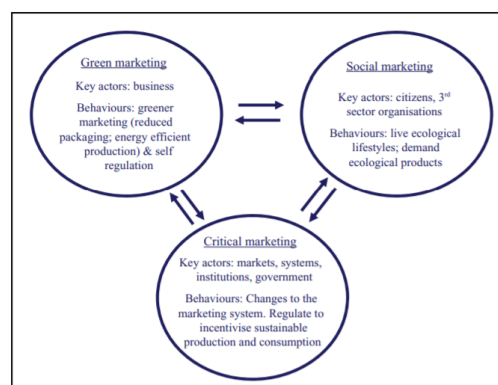 Green marketing
Key actors: business
Behaviours: greener
marketing (reduced
packaging; energy efficient
production) & self
regulation
Social marketing
Key actors: citizens, 3rd
sector organisations
Behaviours: live ecological
lifestyles; demand
ecological products
Critical marketing
Key actors: markets, systems,
institutions, government
Behaviours: Changes to the
marketing system. Regulate to
incentivise sustainable
production and consumption